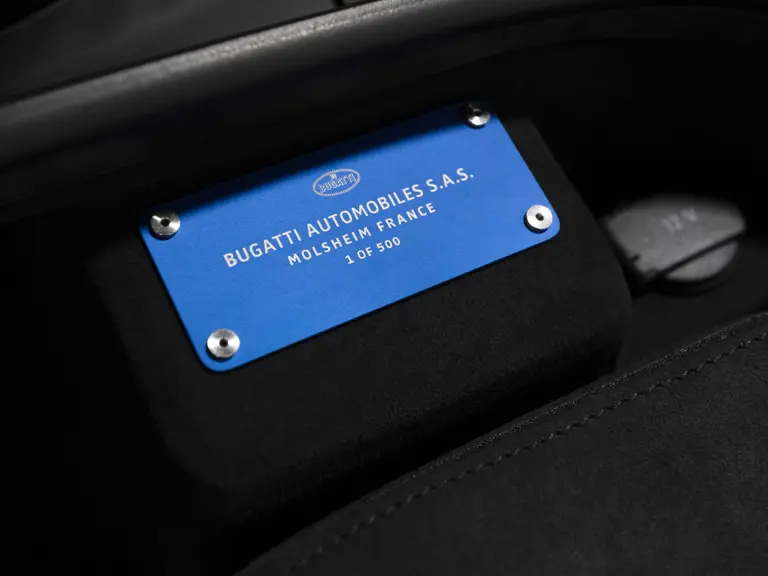 BUGATTI
BUGATTI AUTOMOBILES S.A.S.
MOLSHEIM FRANCE
1 OF 500
12 V